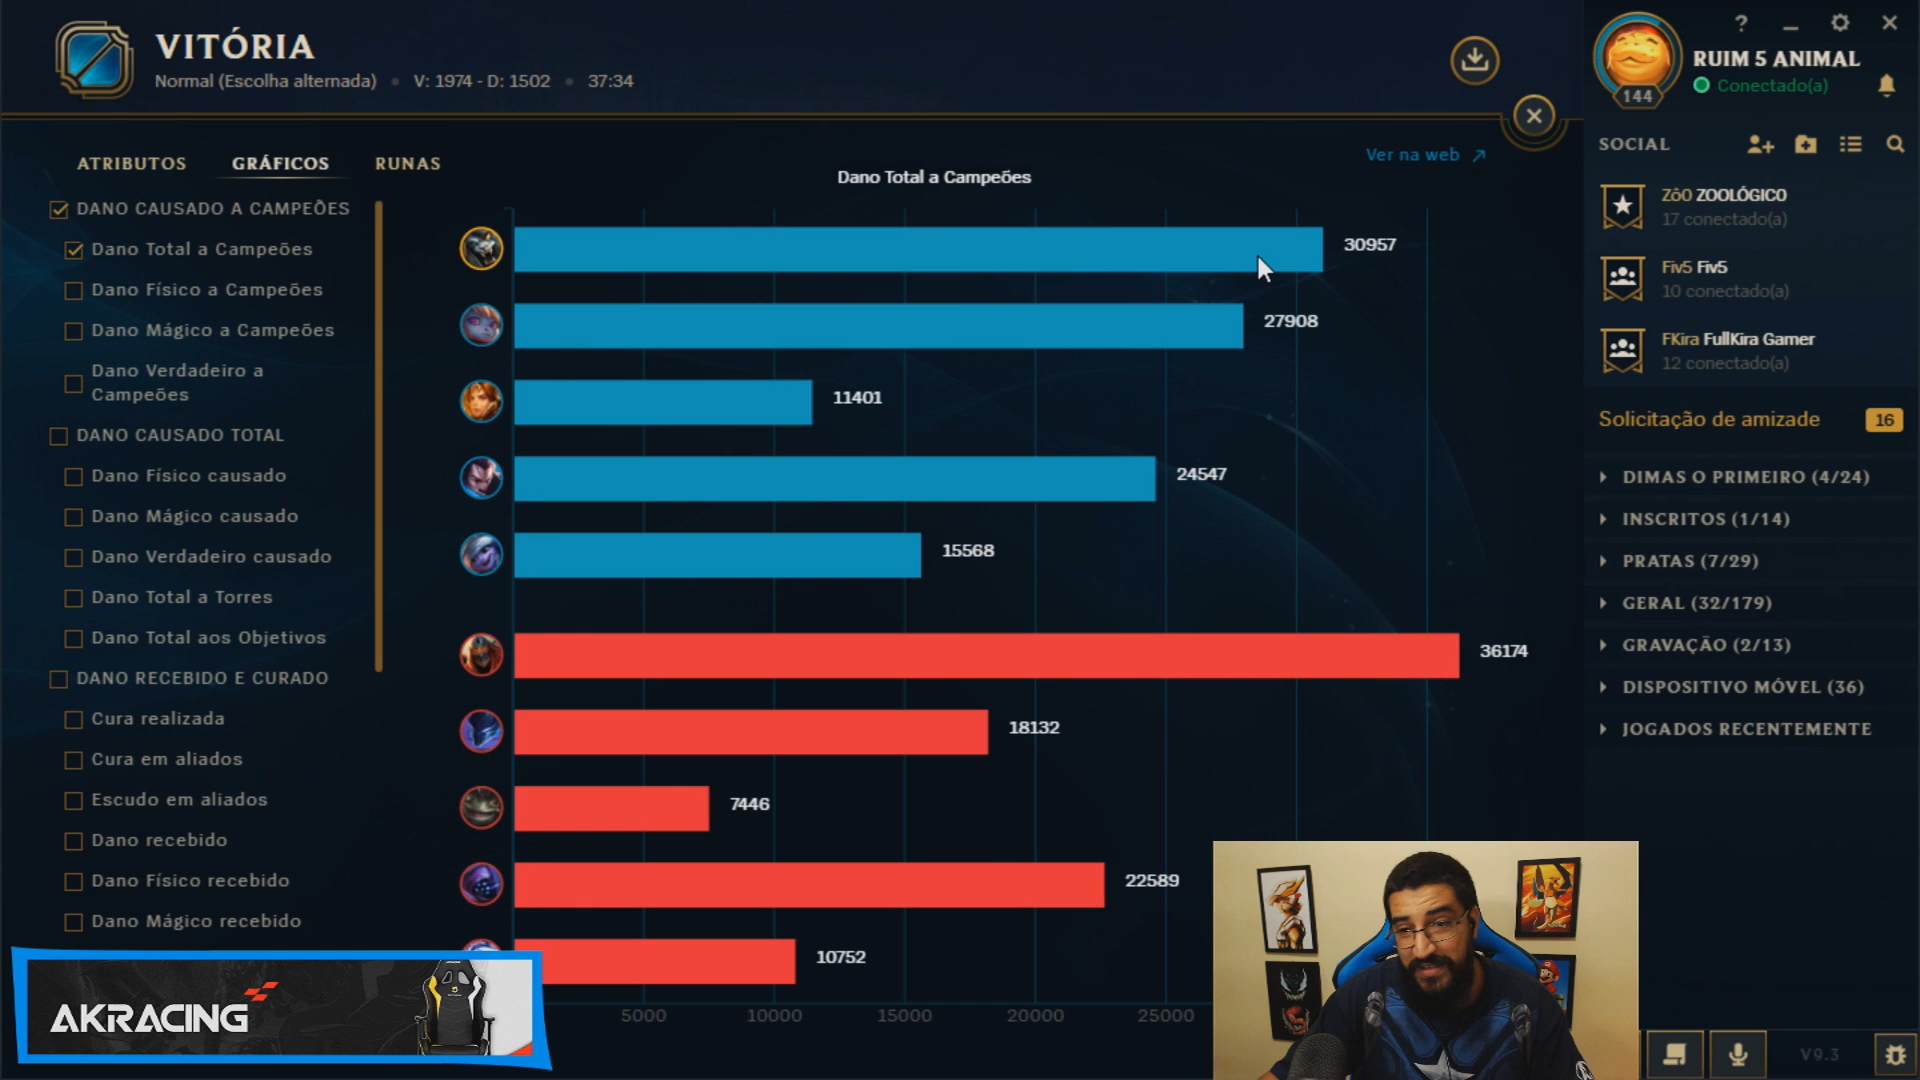 VITÓRIA
Normal (Escolha alternada) • V: 1974 - D: 1502 • 37:34
ATRIBUTOS
GRÁFICOS
RUNAS
Ver na web
Dano Total a Campeões
DANO CAUSADO A CAMPEÕES
Dano Total a Campeões
Dano Físico a Campeões
Dano Mágico a Campeões
Dano Verdadeiro a
Campeões
DANO CAUSADO TOTAL
Dano Físico causado
Dano Mágico causado
Dano Verdadeiro causado
Dano Total a Torres
Dano Total aos Objetivos
DANO RECEBIDO E CURADO
Cura realizada
Cura em aliados
Escudo em aliados
Dano recebido
Dano Físico recebido
Dano Mágico recebido
30957
27908
11401
24547
15568
36174
18132
7446
22589
10752
5000
10000
15000
20000
25000
AKRACING
?
RUIM 5 ANIMAL
Conectado(a)
144
SOCIAL
Zôo ZOOLÓGICO
17 conectado(a)
Fiv5 Fiv5
10 conectado(a)
FKira FullKira Gamer
12 conectado(a)
Solicitação de amizade 16
DIMAS O PRIMEIRO (4/24)
INSCRITOS (1/14)
PRATAS (7/29)
GERAL (32/179)
GRAVAÇÃO (2/13)
DISPOSITIVO MÓVEL (36)
JOGADOS RECENTEMENTE
V9.3